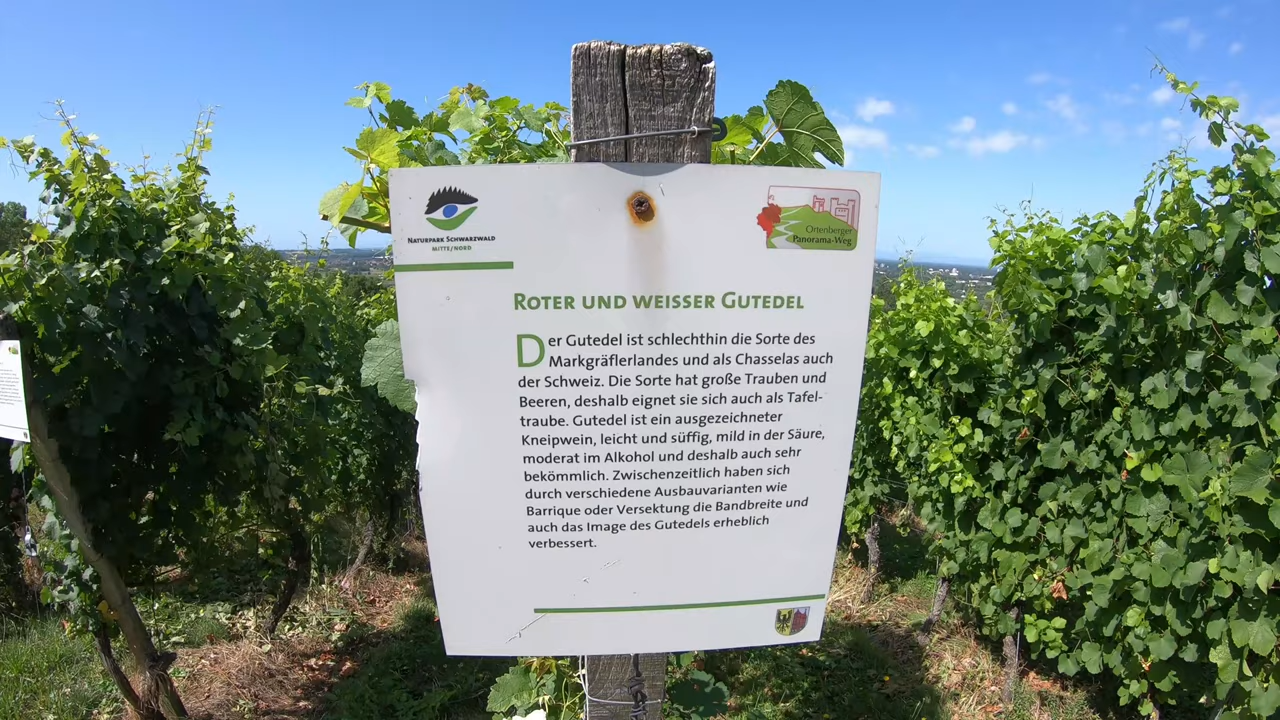 Naturpark Schwarzwald
Mitte/Nord
Ortenberger
Panorama-Weg
Roter und weisser Gutedel
Der Gutedel ist schlechthin die Sorte des
Markgräflerlandes und als Chasselas auch
der Schweiz. Die Sorte hat große Trauben und
Beeren, deshalb eignet sie sich auch als Tafel-
traube. Gutedel ist ein ausgezeichneter
Kneipwein, leicht und süffig, mild in der Säure,
moderat im Alkohol und deshalb auch sehr
bekömmlich. Zwischenzeitlich haben sich
durch verschiedene Ausbauvarianten wie
Barrique oder Versektung die Bandbreite und
auch das Image des Gutedels erheblich
verbessert.